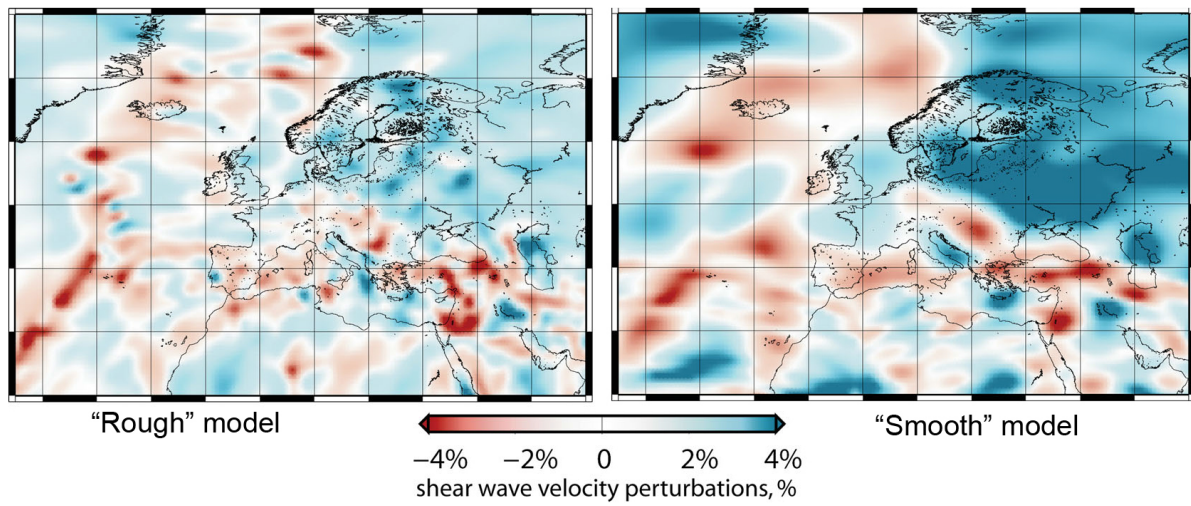 “Rough” model
“Smooth” model
−4% −2% 0 2% 4%
shear wave velocity perturbations, %